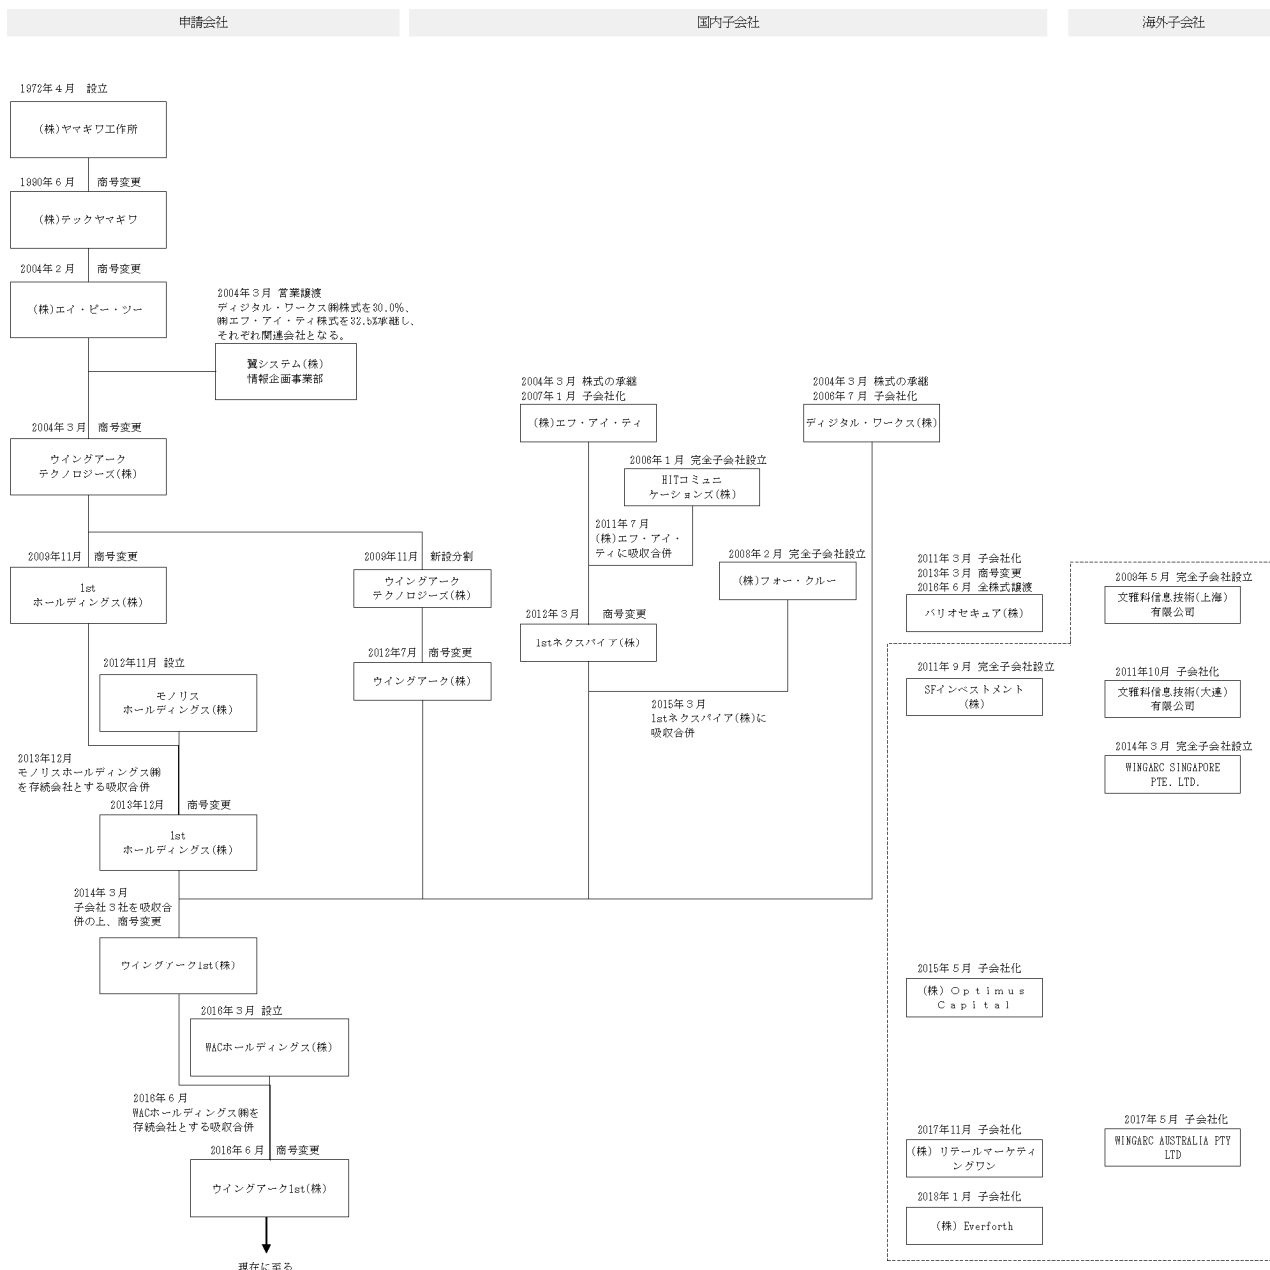 申請会社
国内子会社
海外子会社
1972年４月 設立
(株)ヤマギワ工作所
1990年６月 商号変更
(株)テックヤマギワ
2004年２月 商号変更
(株)エイ・ピー・ツー
2004年３月 営業譲渡
ディジタル・ワークス㈱株式を30.0%、
㈱エフ・アイ・ティ株式を32.5%承継し、
それぞれ関連会社となる。
翼システム(株)
情報企画事業部
2004年３月 商号変更
ウイングアーク
テクノロジーズ(株)
2009年11月 商号変更
1st
ホールディングス(株)
2009年11月 新設分割
ウイングアーク
テクノロジーズ(株)
2012年7月 商号変更
ウイングアーク(株)
2012年11月 設立
モノリス
ホールディングス(株)
2013年12月
モノリスホールディングス㈱
を存続会社とする吸収合併
2013年12月 商号変更
1st
ホールディングス(株)
2014年３月
子会社３社を吸収合
併の上、商号変更
ウイングアーク1st(株)
2016年３月 設立
WACホールディングス(株)
2016年６月
WACホールディングス㈱を
存続会社とする吸収合併
2016年６月 商号変更
ウイングアーク1st(株)
現在に至る
2004年３月 株式の承継
2007年１月 子会社化
(株)エフ・アイ・ティ
2006年１月 完全子会社設立
HITコミュニ
ケーションズ(株)
2011年７月
(株)エフ・アイ・
ティに吸収合併
2008年２月 完全子会社設立
(株)フォー・クルー
2012年３月 商号変更
1stネクスパイア(株)
2015年３月
1stネクスパイア(株)に
吸収合併
2004年３月 株式の承継
2006年７月 子会社化
ディジタル・ワークス(株)
2011年３月 子会社化
2013年３月 商号変更
2016年６月 全株式譲渡
バリオセキュア(株)
2011年９月 完全子会社設立
SFインベストメント
(株)
2015年５月 子会社化
(株）Ｏｐｔｉｍｕｓ
Ｃａｐｉｔａｌ
2017年11月 子会社化
(株）リテールマーケティ
ングワン
2018年１月 子会社化
(株）Everforth
2009年５月 完全子会社設立
文雅科信息技術(上海)
有限公司
2011年10月 子会社化
文雅科信息技術(大連)
有限公司
2014年３月 完全子会社設立
WINGARC SINGAPORE
PTE. LTD.
2017年５月 子会社化
WINGARC AUSTRALIA PTY
LTD